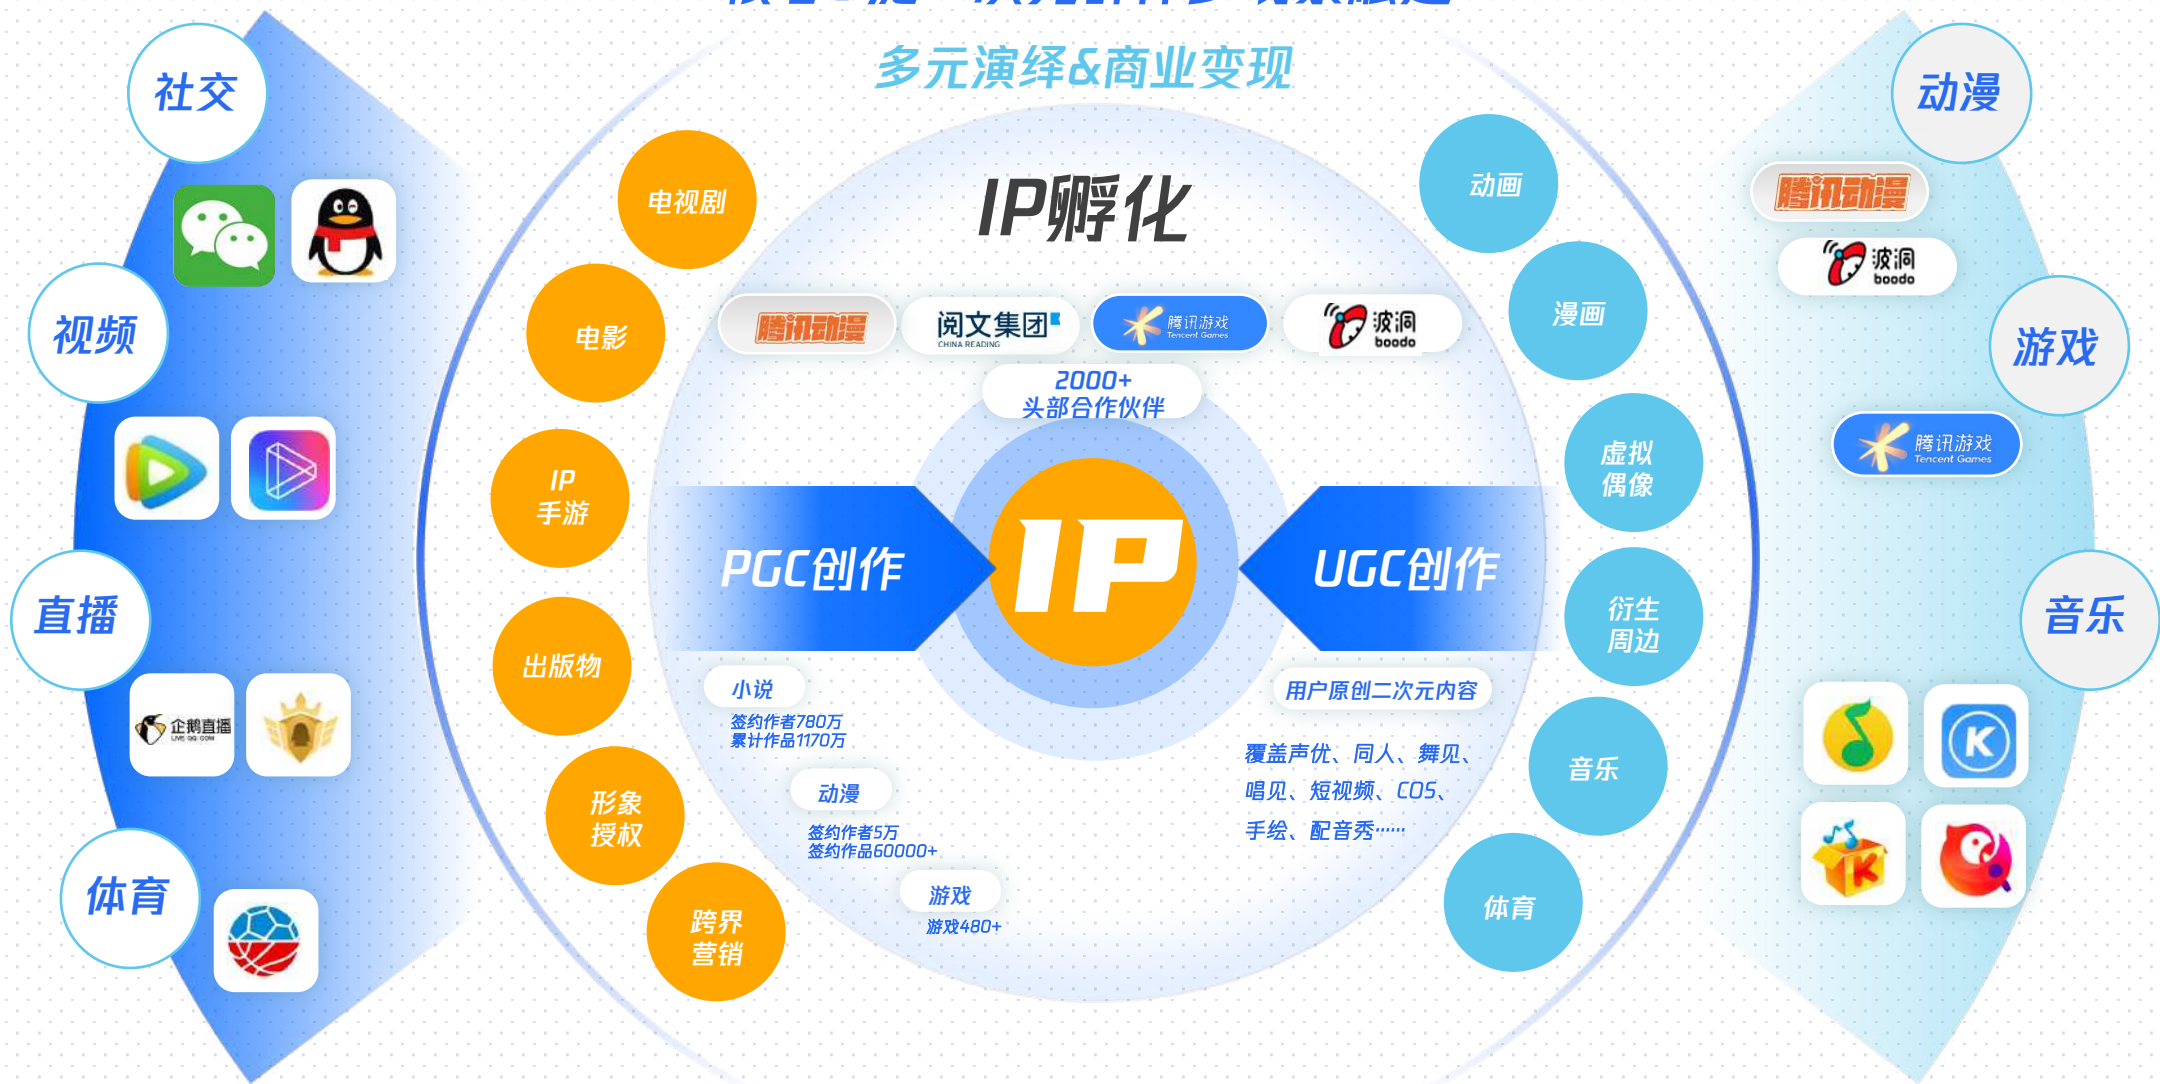 多元演绎&商业变现
社交
视频
直播
企鹅直播
LIVE.QQ.COM
体育
电视剧
电影
IP
手游
出版物
形象
授权
跨界
营销
IP孵化
腾讯动漫
阅文集团
CHINA READING
腾讯游戏
Tencent Games
波洞
boodo
2000+
头部合作伙伴
PGC创作
IP
UGC创作
小说
签约作者780万
累计作品1170万
动漫
签约作者5万
签约作品60000+
游戏
游戏480+
用户原创二次元内容
覆盖声优、同人、舞见、
唱见、短视频、COS、
手绘、配音秀……
动画
漫画
虚拟
偶像
衍生
周边
音乐
体育
动漫
腾讯动漫
波洞
boodo
游戏
腾讯游戏
Tencent Games
音乐
K
K